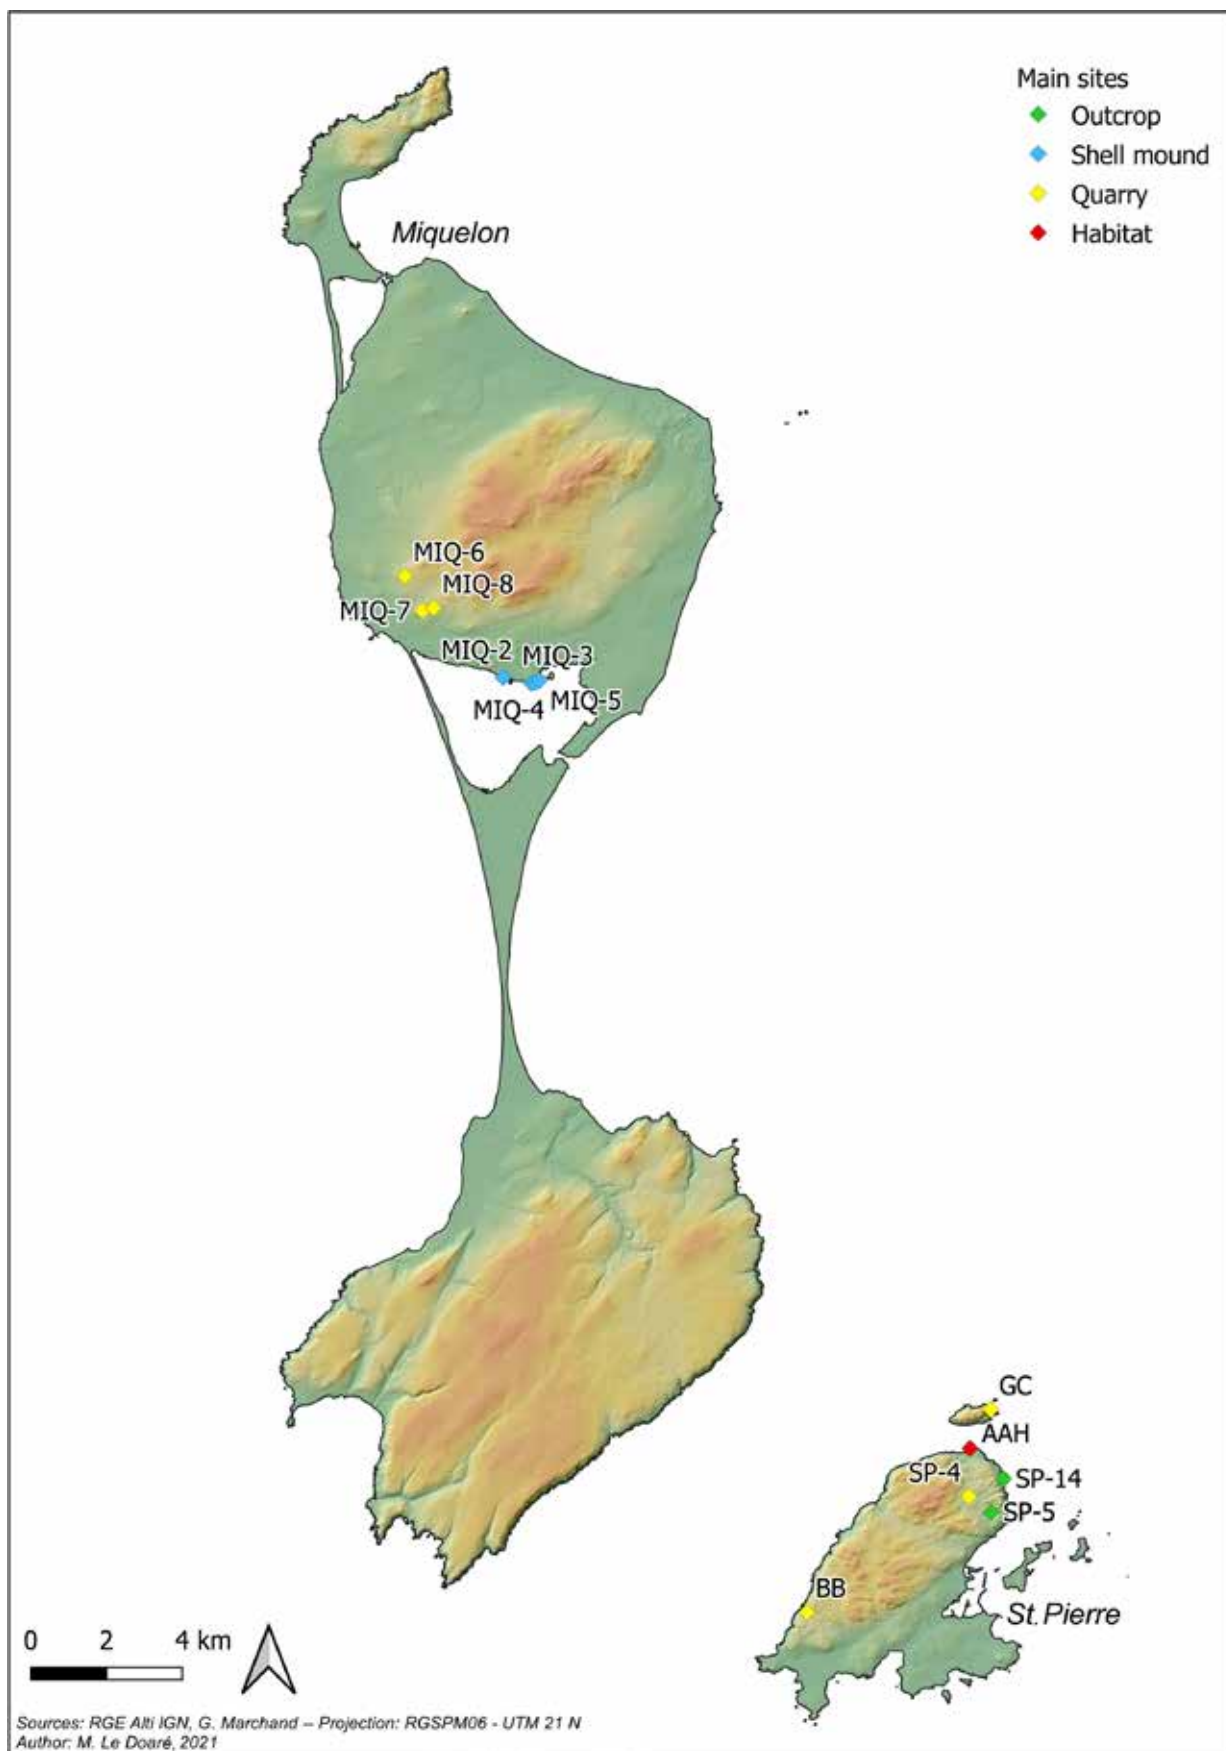 Main sites
Outcrop
Shell mound
Quarry
Habitat
Miquelon
MIQ-6
MIQ-8
MIQ-7
MIQ-2
MIQ-3
MIQ-4
MIQ-5
GC
AAH
SP-4
SP-14
SP-5
BB
St. Pierre
0 2 4 km
Sources: RGE Alti IGN, G. Marchand – Projection: RGSPM06 - UTM 21 N
Author: M. Le Doaré, 2021